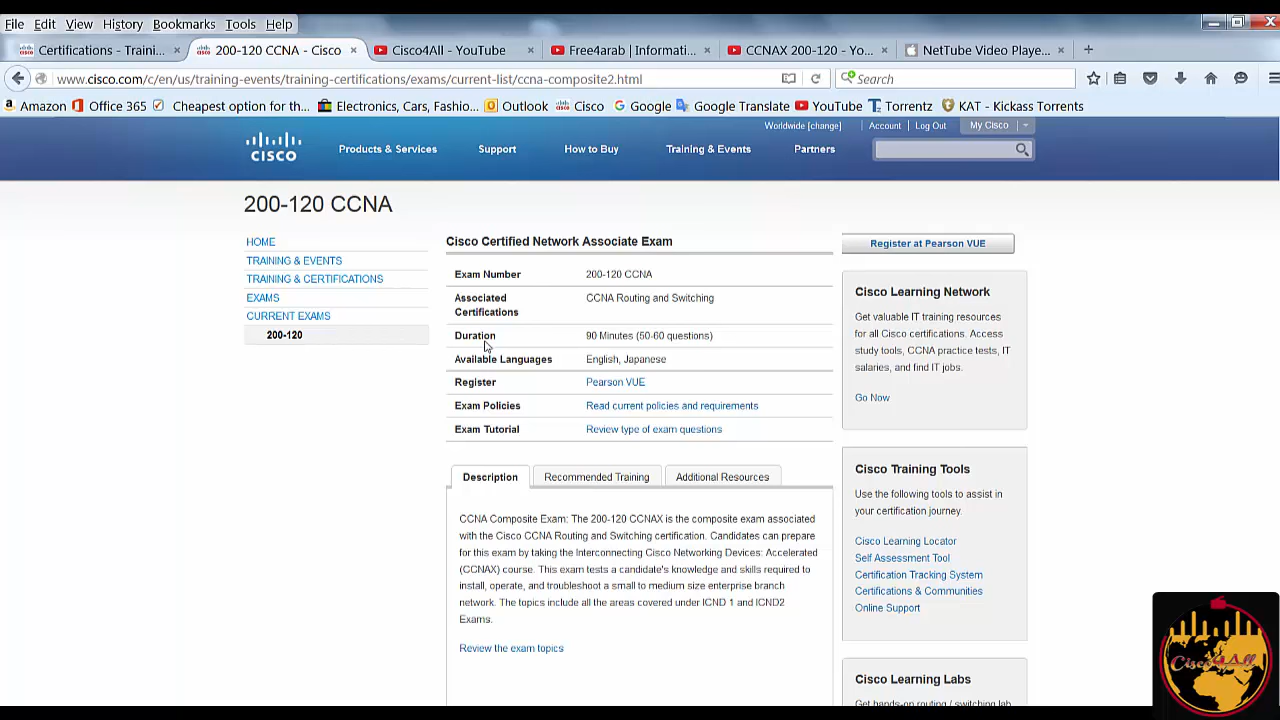 File Edit View History Bookmarks Tools Help
Certifications - Traini... × 200-120 CCNA - Cisco × Cisco4All - YouTube × Free4arab | Informati... × CCNAX 200-120 - Yo... × NetTube Video Playe... × +
www.cisco.com/c/en/us/training-events/training-certifications/exams/current-list/ccna-composite2.html Search
Amazon Office 365 Cheapest option for th... Electronics, Cars, Fashio... Outlook Cisco Google Google Translate YouTube Torrentz KAT - Kickass Torrents
Worldwide [change] Account Log Out My Cisco
CISCO Products & Services Support How to Buy Training & Events Partners
200-120 CCNA
HOME
TRAINING & EVENTS
TRAINING & CERTIFICATIONS
EXAMS
CURRENT EXAMS
200-120
Cisco Certified Network Associate Exam
Exam Number 200-120 CCNA
Associated Certifications CCNA Routing and Switching
Duration 90 Minutes (50-60 questions)
Available Languages English, Japanese
Register Pearson VUE
Exam Policies Read current policies and requirements
Exam Tutorial Review type of exam questions
Description Recommended Training Additional Resources
CCNA Composite Exam: The 200-120 CCNAX is the composite exam associated
with the Cisco CCNA Routing and Switching certification. Candidates can prepare
for this exam by taking the Interconnecting Cisco Networking Devices: Accelerated
(CCNAX) course. This exam tests a candidate's knowledge and skills required to
install, operate, and troubleshoot a small to medium size enterprise branch
network. The topics include all the areas covered under ICND 1 and ICND2
Exams.
Review the exam topics
Register at Pearson VUE
Cisco Learning Network
Get valuable IT training resources
for all Cisco certifications. Access
study tools, CCNA practice tests, IT
salaries, and find IT jobs.
Go Now
Cisco Training Tools
Use the following tools to assist in
your certification journey.
Cisco Learning Locator
Self Assessment Tool
Certification Tracking System
Certifications & Communities
Online Support
Cisco Learning Labs
Get hands-on routing / switching lab
Cisco4All